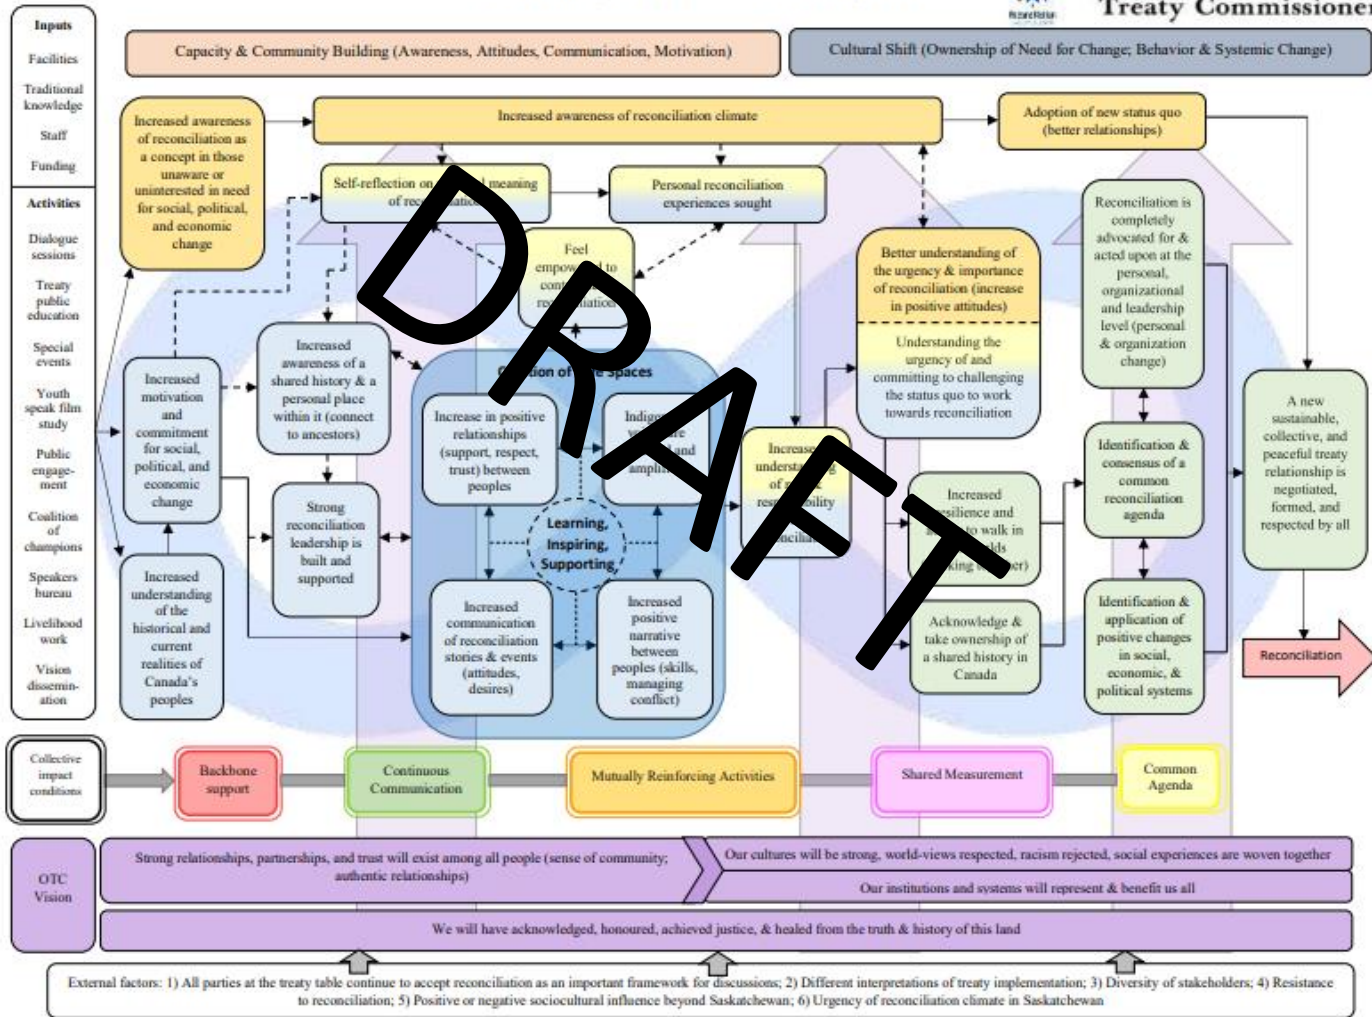 Treaty Commissioner
Inputs
Facilities
Traditional
knowledge
Staff
Funding
Activities
Dialogue
sessions
Treaty
public
education
Special
events
Youth
speak film
study
Public
engage-
ment
Coalition
of
champions
Speakers
bureau
Livelihood
work
Vision
dissemin-
ation
Capacity & Community Building (Awareness, Attitudes, Communication, Motivation)
Cultural Shift (Ownership of Need for Change; Behavior & Systemic Change)
Increased awareness
of reconciliation as
a concept in those
unaware or
uninterested in need
for social, political,
and economic
change
Increased awareness of reconciliation climate
Adoption of new status quo
(better relationships)
Self-reflection on meaning
of
Personal reconciliation
experiences sought
Feel
to
Increased
motivation
and
commitment
for social,
political, and
economic
change
Increased
awareness of a
shared history & a
personal place
within it (connect
to ancestors)
Strong
reconciliation
leadership is
built and
supported
Increased
understanding
of the
historical and
current
realities of
Canada's
peoples
of Spaces
Increase in positive
relationships
(support, respect,
trust) between
peoples
and
Learning,
Inspiring,
Supporting
Increased
communication
of reconciliation
stories & events
(attitudes,
desires)
Increased
positive
narrative
between
peoples (skills,
managing
conflict)
of
Better understanding of
the urgency & importance
of reconciliation (increase
in positive attitudes)
Understanding the
urgency of and
committing to challenging
the status quo to work
towards reconciliation
Increased
resilience and
to walk in
Acknowledge &
take ownership of
a shared history in
Canada
Reconciliation is
completely
advocated for &
acted upon at the
personal,
organizational
and leadership
level (personal
& organization
change)
Identification &
consensus of a
common
reconciliation
agenda
Identification &
application of
positive changes
in social,
economic, &
political systems
A new
sustainable,
collective, and
peaceful treaty
relationship is
negotiated,
formed, and
respected by all
Reconciliation
DRAFT
Collective
impact
conditions
Backbone
support
Continuous
Communication
Mutually Reinforcing Activities
Shared Measurement
Common
Agenda
OTC
Vision
Strong relationships, partnerships, and trust will exist among all people (sense of community;
authentic relationships)
Our cultures will be strong, world-views respected, racism rejected, social experiences are woven together
Our institutions and systems will represent & benefit us all
We will have acknowledged, honoured, achieved justice, & healed from the truth & history of this land
External factors: 1) All parties at the treaty table continue to accept reconciliation as an important framework for discussions; 2) Different interpretations of treaty implementation; 3) Diversity of stakeholders; 4) Resistance
to reconciliation; 5) Positive or negative sociocultural influence beyond Saskatchewan; 6) Urgency of reconciliation climate in Saskatchewan